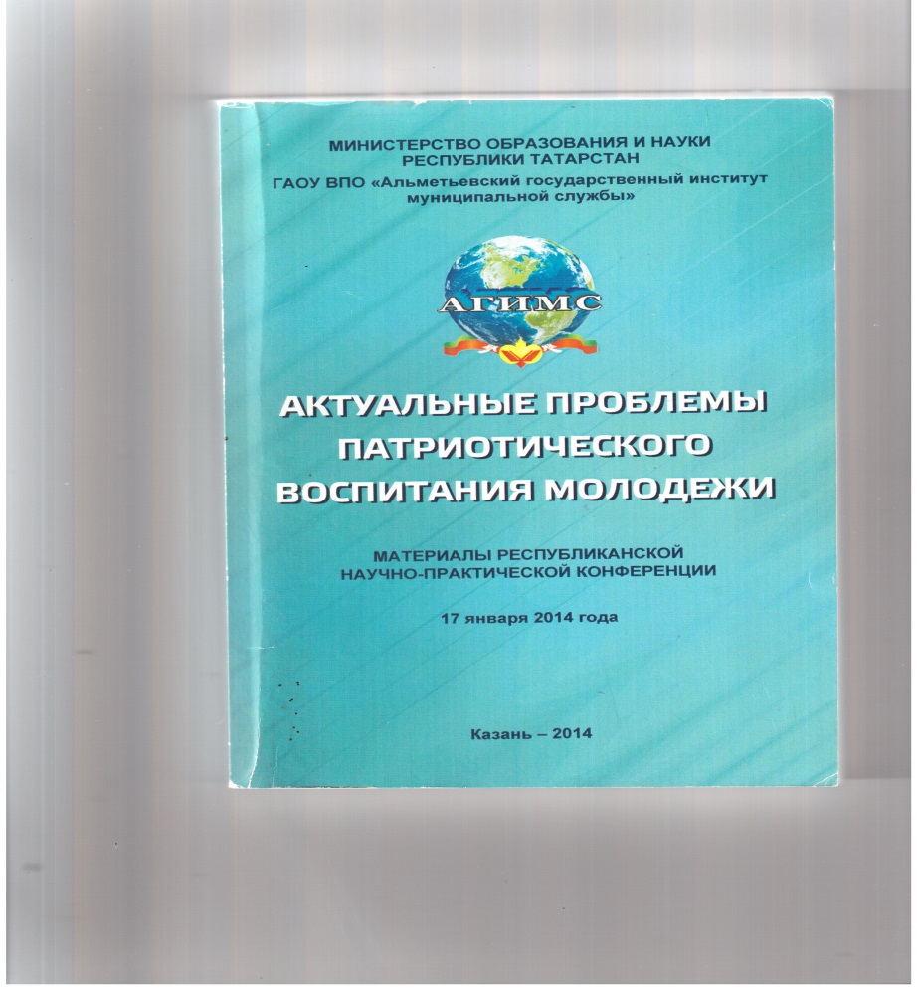 МИНИСТЕРСТВО ОБРАЗОВАНИЯ И НАУКИ
РЕСПУБЛИКИ ТАТАРСТАН
ГАОУ ВПО «Альметьевский государственный институт
муниципальной службы»
АГИМС
АКТУАЛЬНЫЕ ПРОБЛЕМЫ
ПАТРИОТИЧЕСКОГО
ВОСПИТАНИЯ МОЛОДЕЖИ
МАТЕРИАЛЫ РЕСПУБЛИКАНСКОЙ
НАУЧНО-ПРАКТИЧЕСКОЙ КОНФЕРЕНЦИИ
17 января 2014 года
Казань – 2014